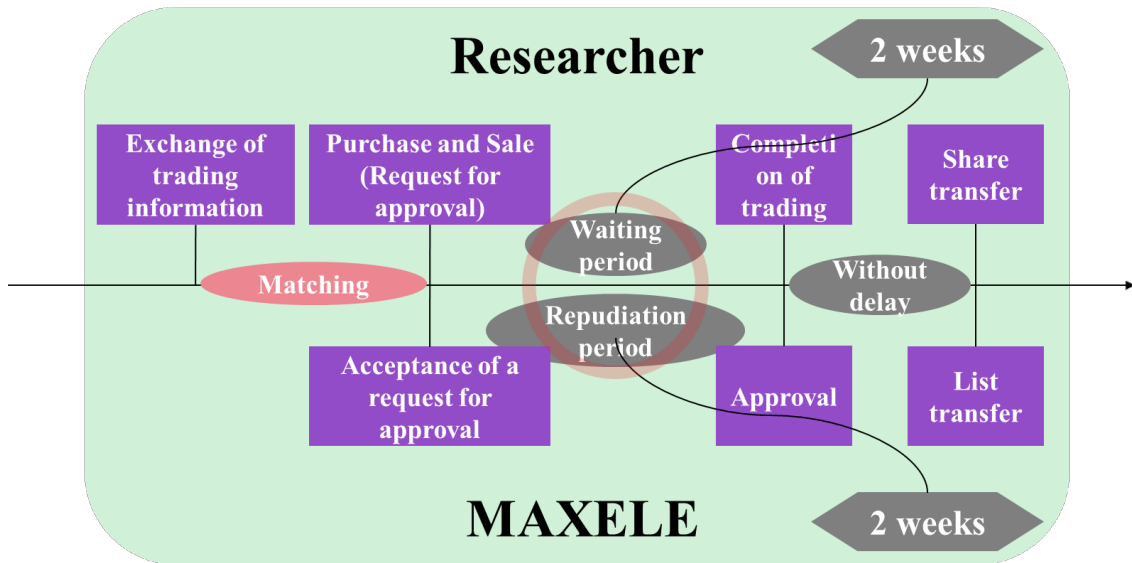 Researcher
2 weeks
Exchange of
trading
information
Purchase and Sale
(Request for
approval)
Completi
on of
trading
Share
transfer
Waiting
period
Matching
Without
delay
Repudiation
period
Acceptance of a
request for
approval
Approval
List
transfer
MAXELE
2 weeks